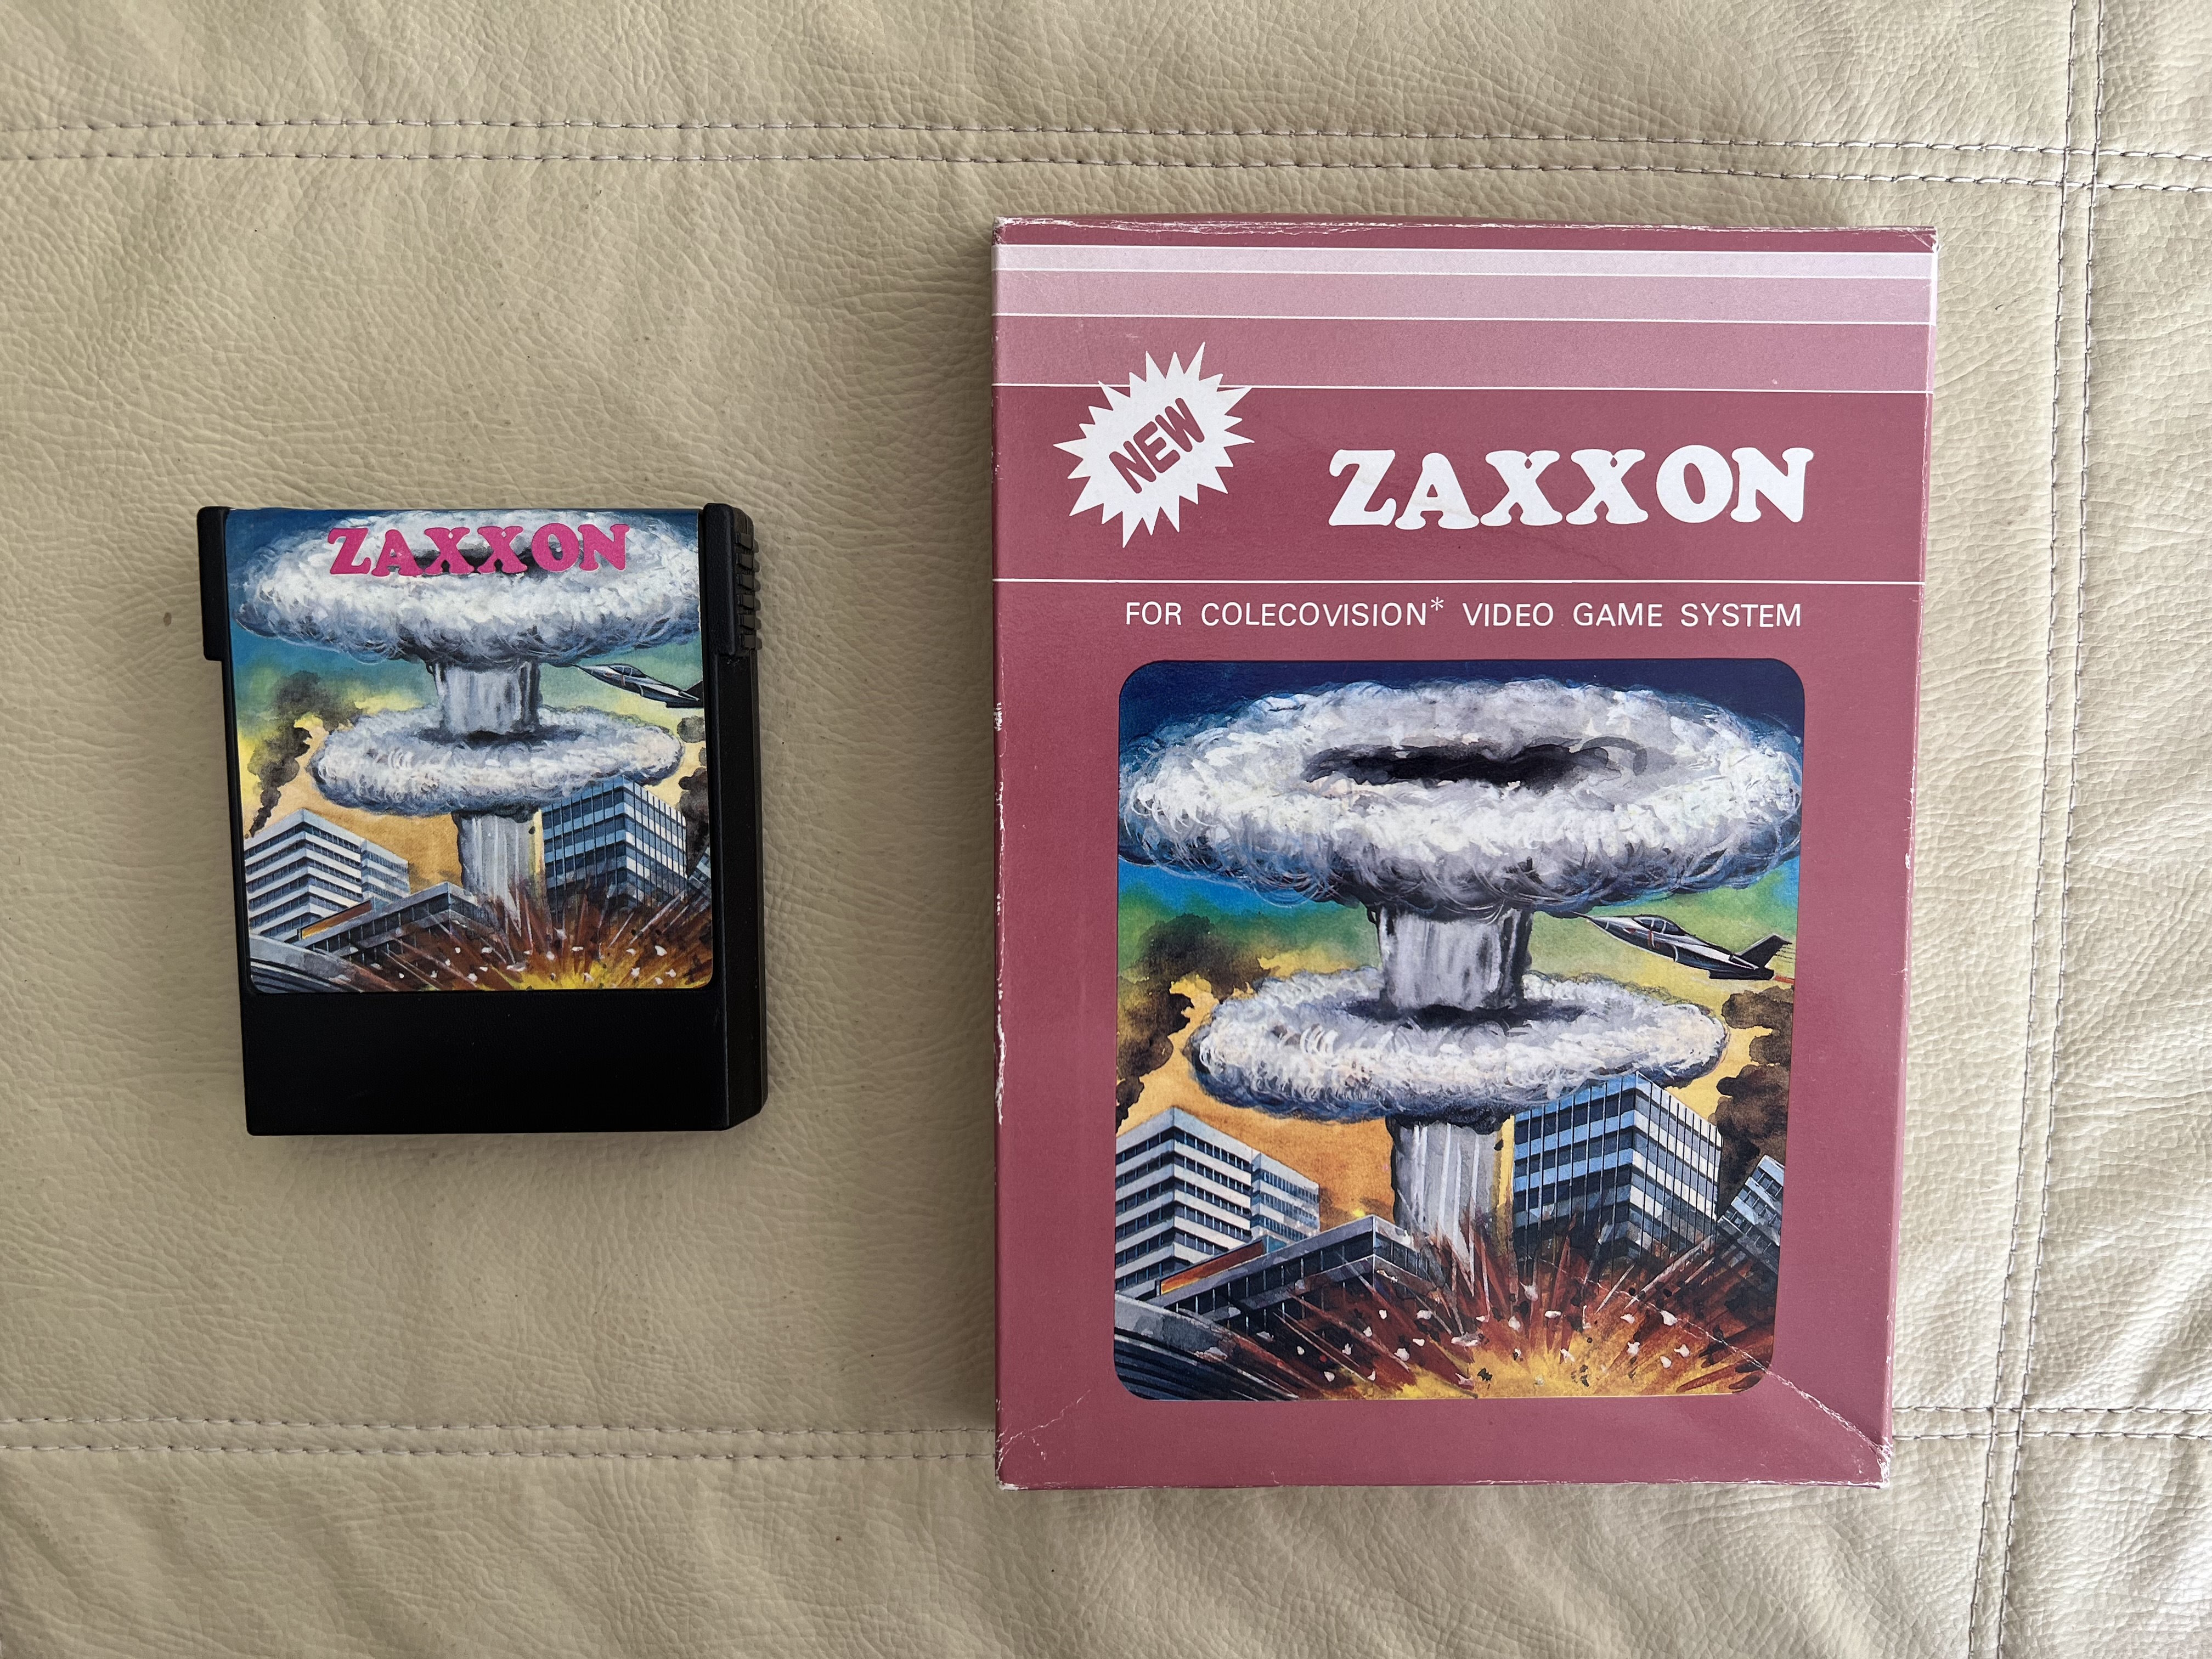 ZAXXON
NEW
ZAXXON
FOR COLECOVISION* VIDEO GAME SYSTEM